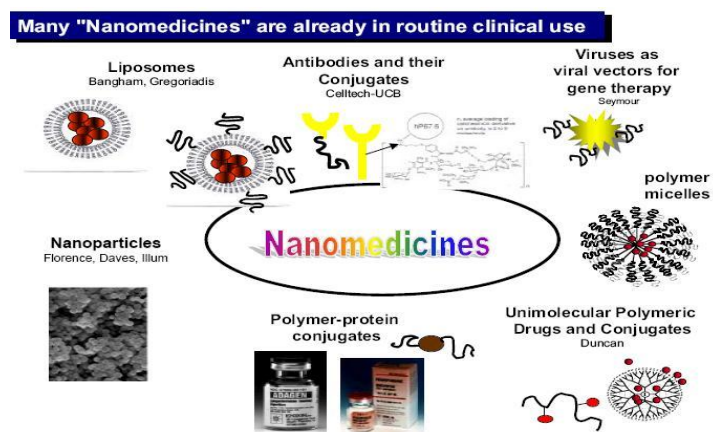 Many "Nanomedicines" are already in routine clinical use
Liposomes
Bangham, Gregoriadis
Antibodies and their
Conjugates
Celltech-UCB
Viruses as
viral vectors for
gene therapy
Seymour
hP67.6
polymer
micelles
Nanomedicines
Nanoparticles
Florence, Daves, Illum
Polymer-protein
conjugates
ADAGEN
Unimolecular Polymeric
Drugs and Conjugates
Duncan